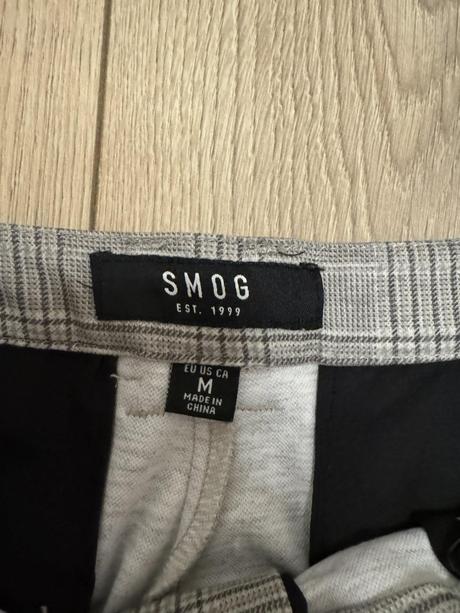 SMOG
EST. 1999
EU US CA
M
MADE IN
CHINA